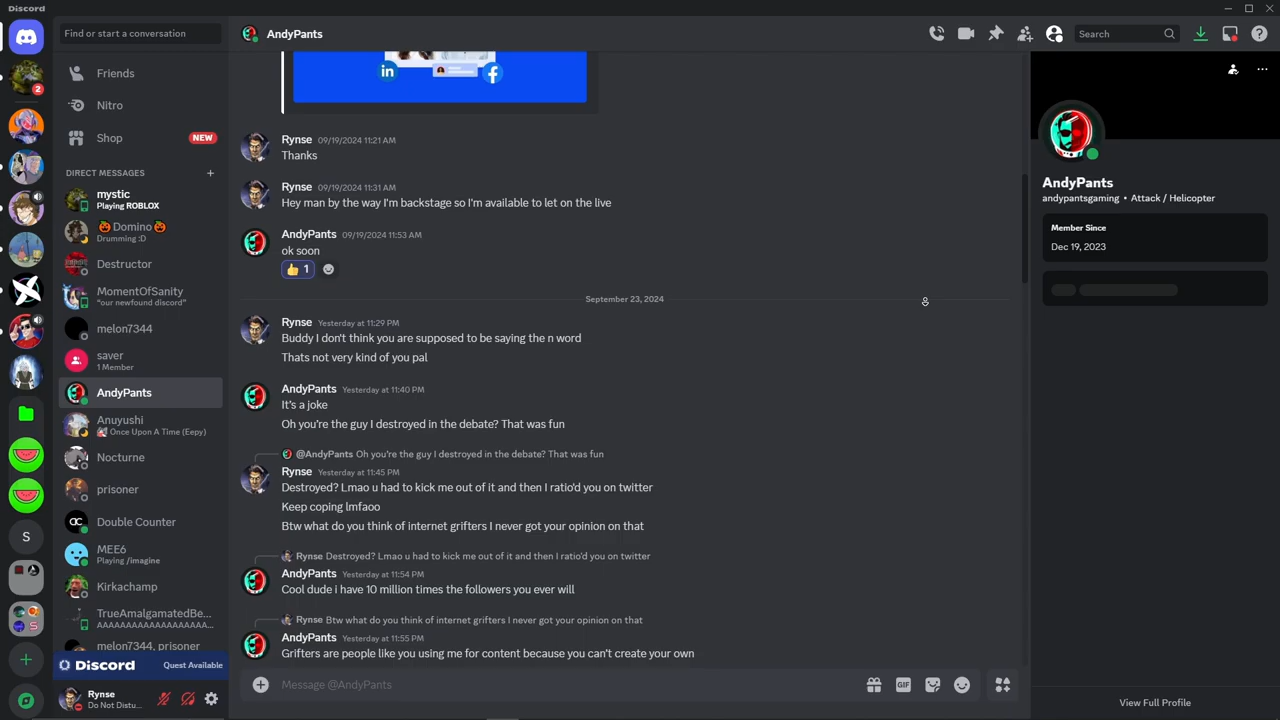 Discord
Find or start a conversation
AndyPants
Search
2
Friends
Nitro
Shop
NEW
DIRECT MESSAGES
mystic
Playing ROBLOX
Domino
Drumming :D
Destructor
MomentOfSanity
"our newfound discord"
melon7344
saver
1 Member
AndyPants
Anuyushi
Once Upon A Time (Eepy)
Nocturne
prisoner
Double Counter
MEE6
Playing /imagine
Kirkachamp
TrueAmalgamatedBe...
melon7344, prisoner
Discord
Quest Available
Rynse
Do Not Distu...
S
in
Rynse 09/19/2024 11:21 AM
Thanks
Rynse 09/19/2024 11:31 AM
Hey man by the way I'm backstage so I'm available to let on the live
AndyPants 09/19/2024 11:53 AM
ok soon
👍 1
September 23, 2024
Rynse Yesterday at 11:29 PM
Buddy I don't think you are supposed to be saying the n word
Thats not very kind of you pal
AndyPants Yesterday at 11:40 PM
It's a joke
Oh you're the guy I destroyed in the debate? That was fun
@AndyPants Oh you're the guy I destroyed in the debate? That was fun
Rynse Yesterday at 11:45 PM
Destroyed? Lmao u had to kick me out of it and then I ratio'd you on twitter
Keep coping lmfaoo
Btw what do you think of internet grifters I never got your opinion on that
Rynse Destroyed? Lmao u had to kick me out of it and then I ratio'd you on twitter
AndyPants Yesterday at 11:54 PM
Cool dude i have 10 million times the followers you ever will
Rynse Btw what do you think of internet grifters I never got your opinion on that
AndyPants Yesterday at 11:55 PM
Grifters are people like you using me for content because you can't create your own
Message @AndyPants
GIF
AndyPants
andypantsgaming • Attack / Helicopter
Member Since
Dec 19, 2023
View Full Profile